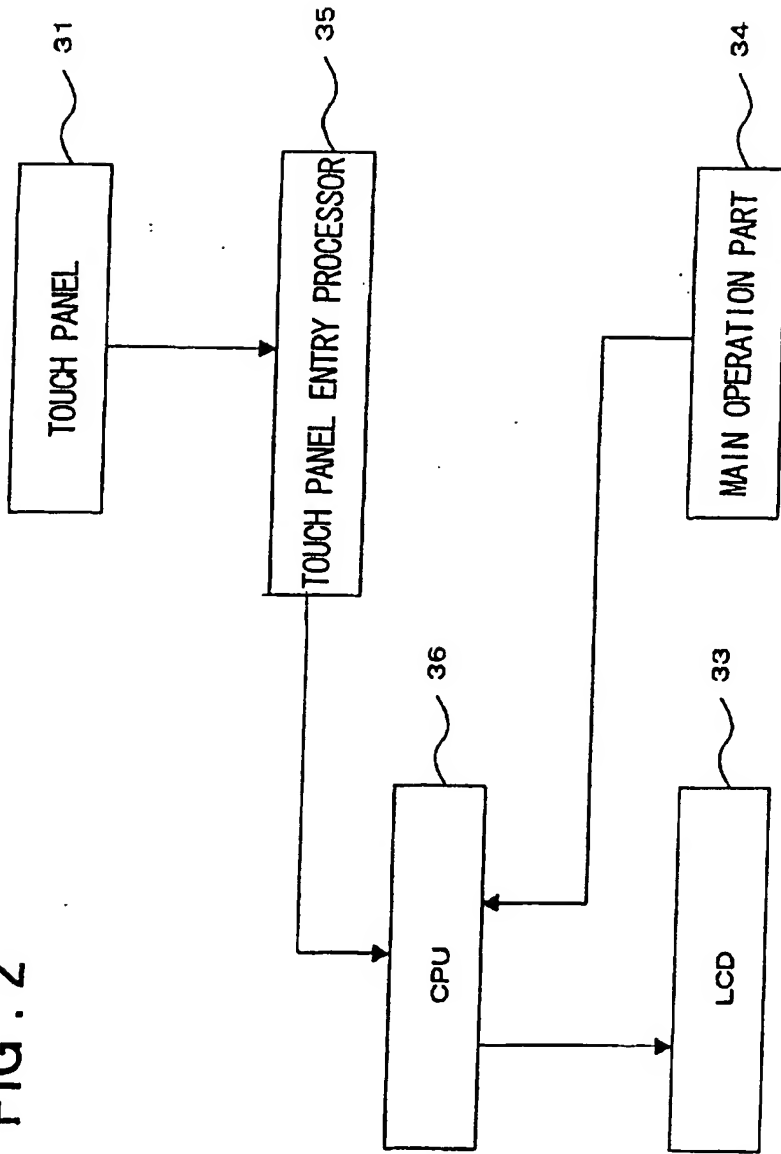 FIG. 2
TOUCH PANEL
31
TOUCH PANEL ENTRY PROCESSOR
35
CPU
36
LCD
33
MAIN OPERATION PART
34